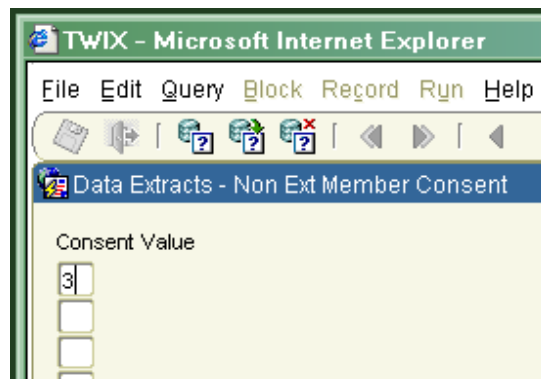 TWIX - Microsoft Internet Explorer
File Edit Query Block Record Run Help
Data Extracts - Non Ext Member Consent
Consent Value
3